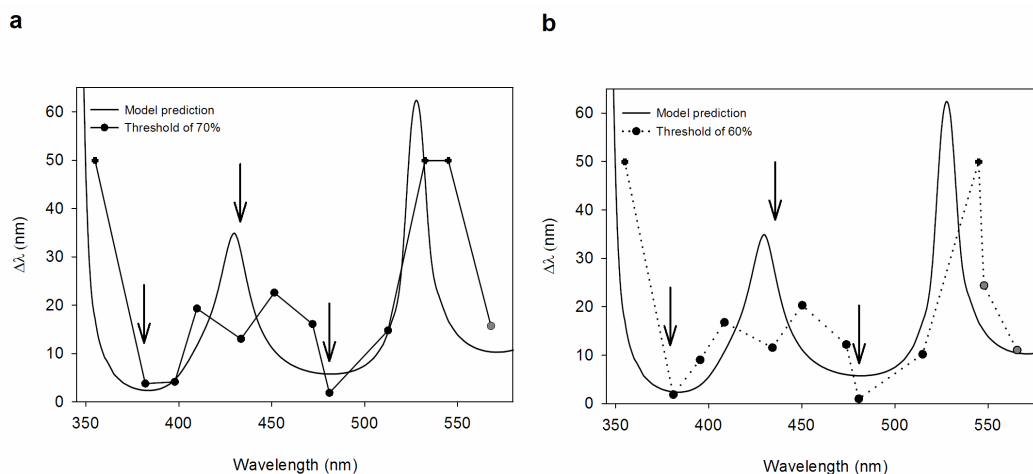 a
60
50
40
30
20
10
0
Δλ (nm)
Model prediction
Threshold of 70%
350
400
450
500
550
Wavelength (nm)
b
60
50
40
30
20
10
0
Δλ (nm)
Model prediction
Threshold of 60%
350
400
450
500
550
Wavelength (nm)